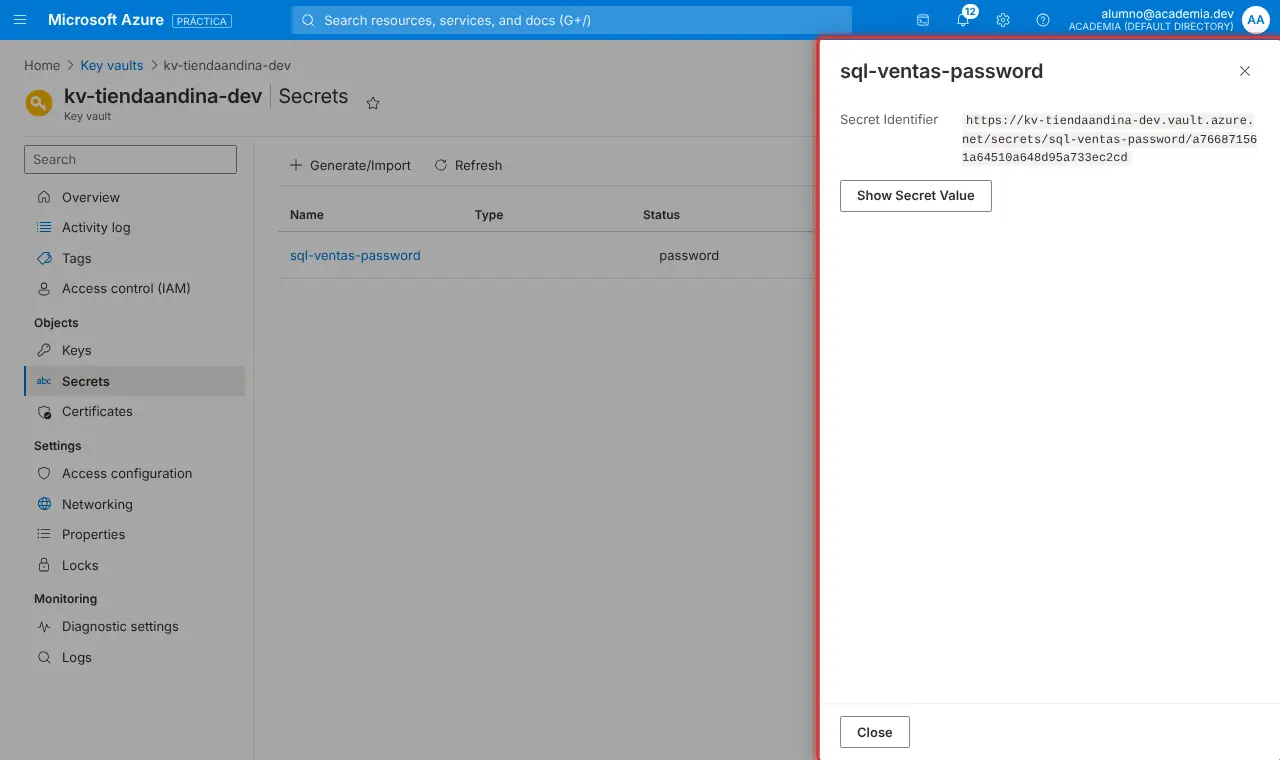 Microsoft Azure PRÁCTICA
Search resources, services, and docs (G+/)
12
alumno@academia.dev
ACADEMIA (DEFAULT DIRECTORY)
AA
Home > Key vaults > kv-tiendaandina-dev
kv-tiendaandina-dev | Secrets
Key vault
Search
Overview
Activity log
Tags
Access control (IAM)
Objects
Keys
abc Secrets
Certificates
Settings
Access configuration
Networking
Properties
Locks
Monitoring
Diagnostic settings
Logs
Generate/Import Refresh
Name Type Status
sql-ventas-password password
sql-ventas-password
Secret Identifier
https://kv-tiendaandina-dev.vault.azure.
net/secrets/sql-ventas-password/a76687156
1a64510a648d95a733ec2cd
Show Secret Value
Close